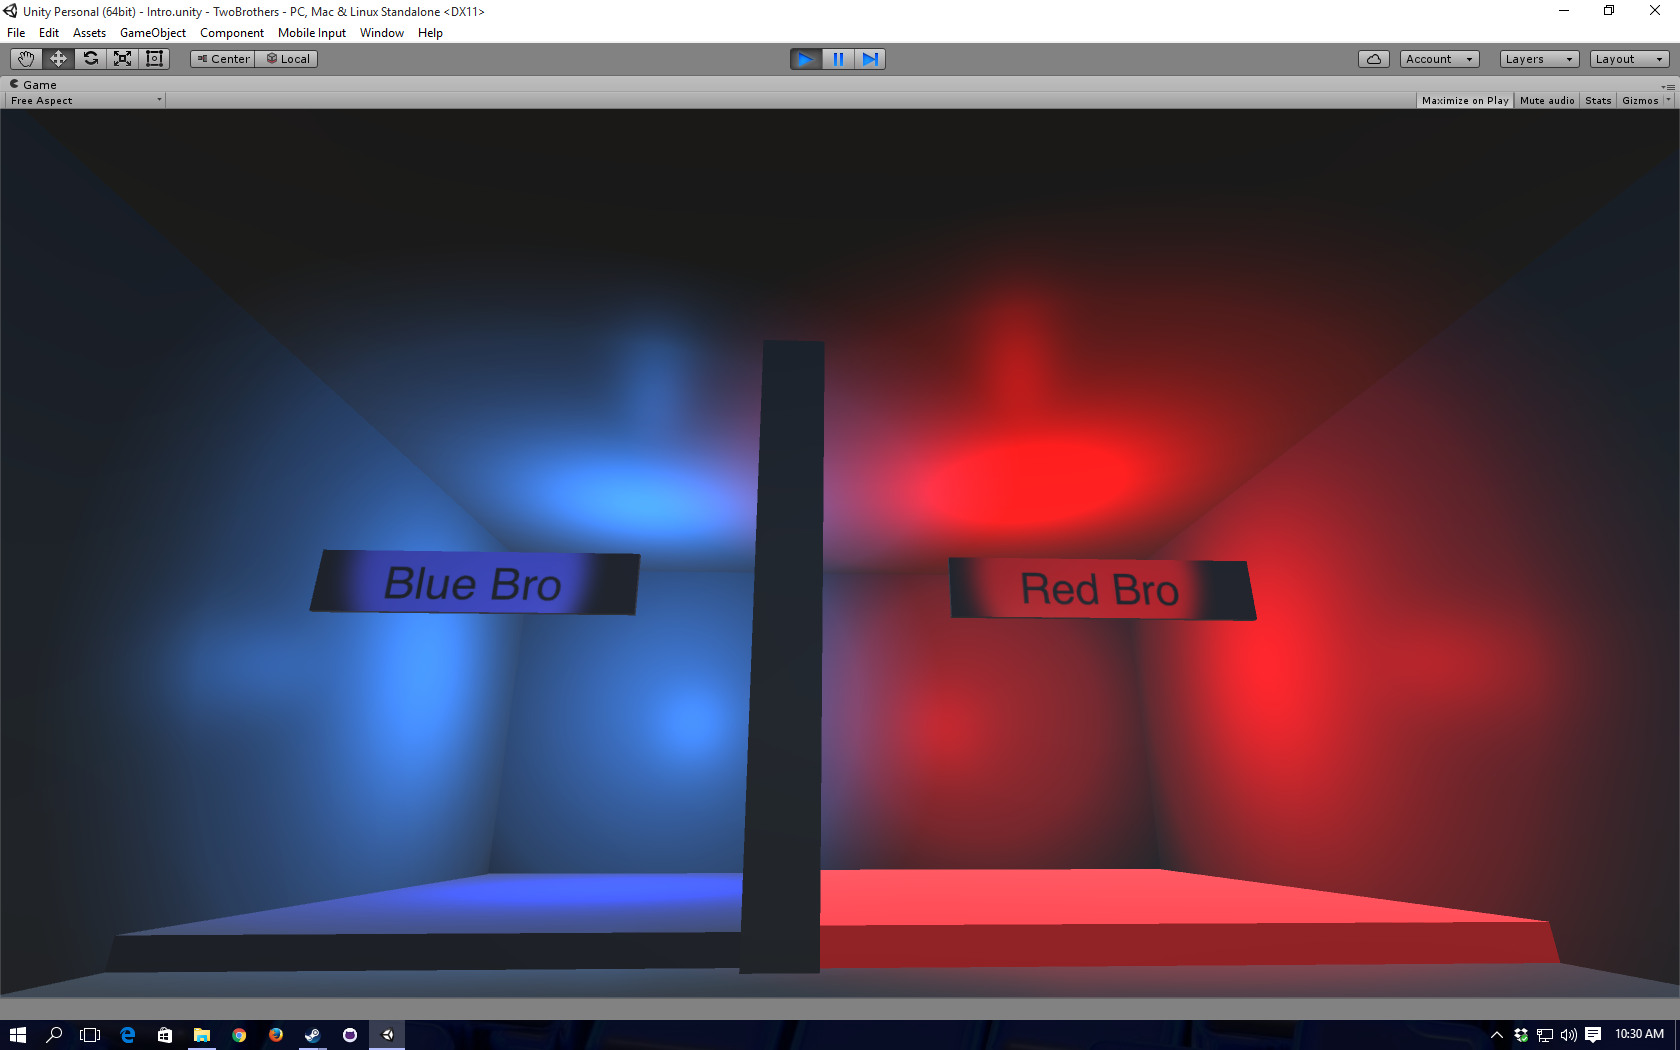 Unity Personal (64bit) - Intro.unity - TwoBrothers - PC, Mac & Linux Standalone <DX11>
File Edit Assets GameObject Component Mobile Input Window Help
Center Local Account Layers Layout
Game
Free Aspect Maximize on Play Mute audio Stats Gizmos
Blue Bro Red Bro
10:30 AM